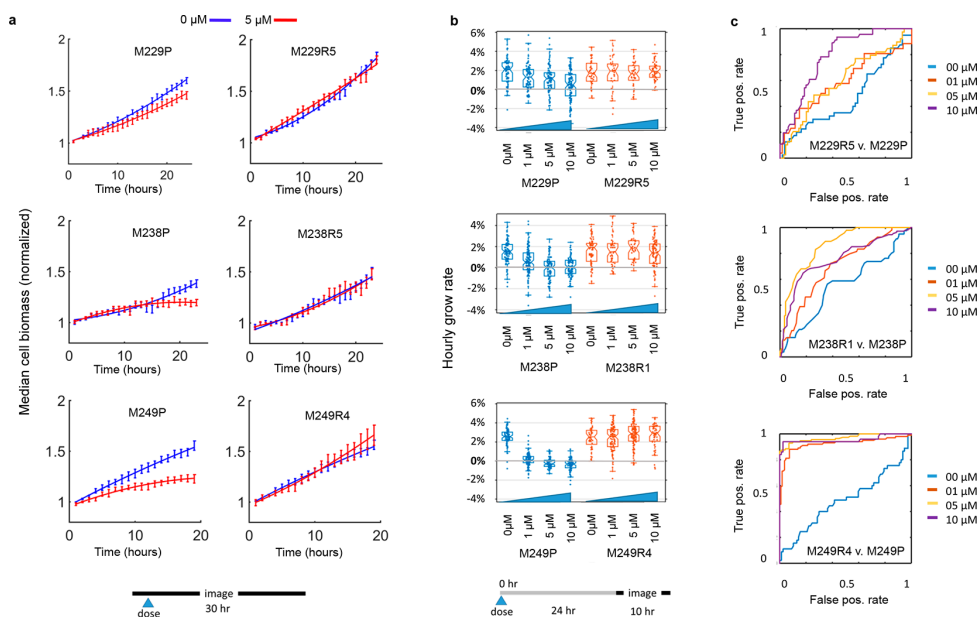 a
0 µM
5 µM
Median cell biomass (normalized)
M229P
2
1.5
1
0
10
20
Time (hours)
M229R5
2
1.5
1
0
10
20
Time (hours)
M238P
2
1.5
1
0
10
20
Time (hours)
M238R5
2
1.5
1
0
10
20
Time (hours)
M249P
2
1.5
1
0
10
20
Time (hours)
M249R4
2
1.5
1
0
10
20
Time (hours)
image
30 hr
dose
b
Hourly grow rate
6%
4%
2%
0%
-2%
-4%
0µM
1 µM
5 µM
10 µM
0µM
1 µM
5 µM
10 µM
M229P
M229R5
6%
4%
2%
0%
-2%
-4%
0µM
1 µM
5 µM
10 µM
0µM
1 µM
5 µM
10 µM
M238P
M238R1
6%
4%
2%
0%
-2%
-4%
0µM
1 µM
5 µM
10 µM
0µM
1 µM
5 µM
10 µM
M249P
M249R4
0 hr
image
24 hr
10 hr
dose
c
True pos. rate
1
0.5
0
M229R5 v. M229P
0
0.5
1
False pos. rate
00 µM
01 µM
05 µM
10 µM
True pos. rate
1
0.5
0
M238R1 v. M238P
0
0.5
1
False pos. rate
00 µM
01 µM
05 µM
10 µM
True pos. rate
1
0.5
0
M249R4 v. M249P
0
0.5
1
False pos. rate
00 µM
01 µM
05 µM
10 µM